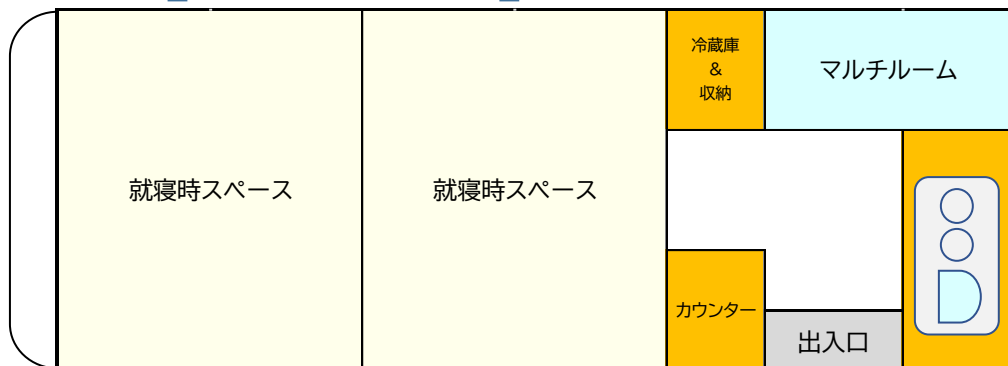 就寝時スペース
就寝時スペース
冷蔵庫
&
収納
マルチルーム
カウンター
出入口